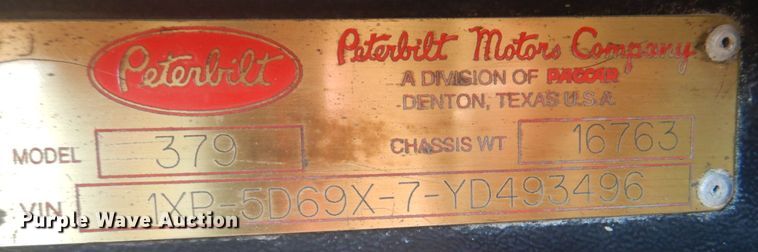 Peterbilt
Peterbilt Motors Company
A DIVISION OF PACCAR
DENTON, TEXAS U.S.A.
MODEL 379 CHASSIS WT 16763
VIN 1XP-5D69X-7-YD493496
Purple Wave Auction